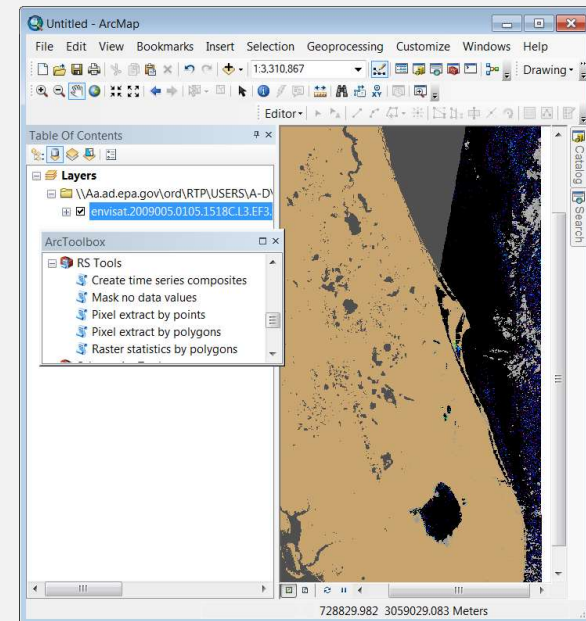 Untitled - ArcMap
File Edit View Bookmarks Insert Selection Geoprocessing Customize Windows Help
1:3,310,867
Drawing
Editor
Table Of Contents
Layers
\\Aa.ad.epa.gov\ord\RTP\USERS\A-D\
envisat.2009005.0105.1518C.L3.EF3.
ArcToolbox
RS Tools
Create time series composites
Mask no data values
Pixel extract by points
Pixel extract by polygons
Raster statistics by polygons
Catalog
Search
728829.982 3059029.083 Meters